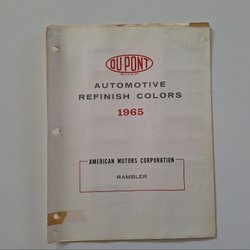 DU PONT
AUTOMOTIVE
REFINISH COLORS
1965
AMERICAN MOTORS CORPORATION
RAMBLER